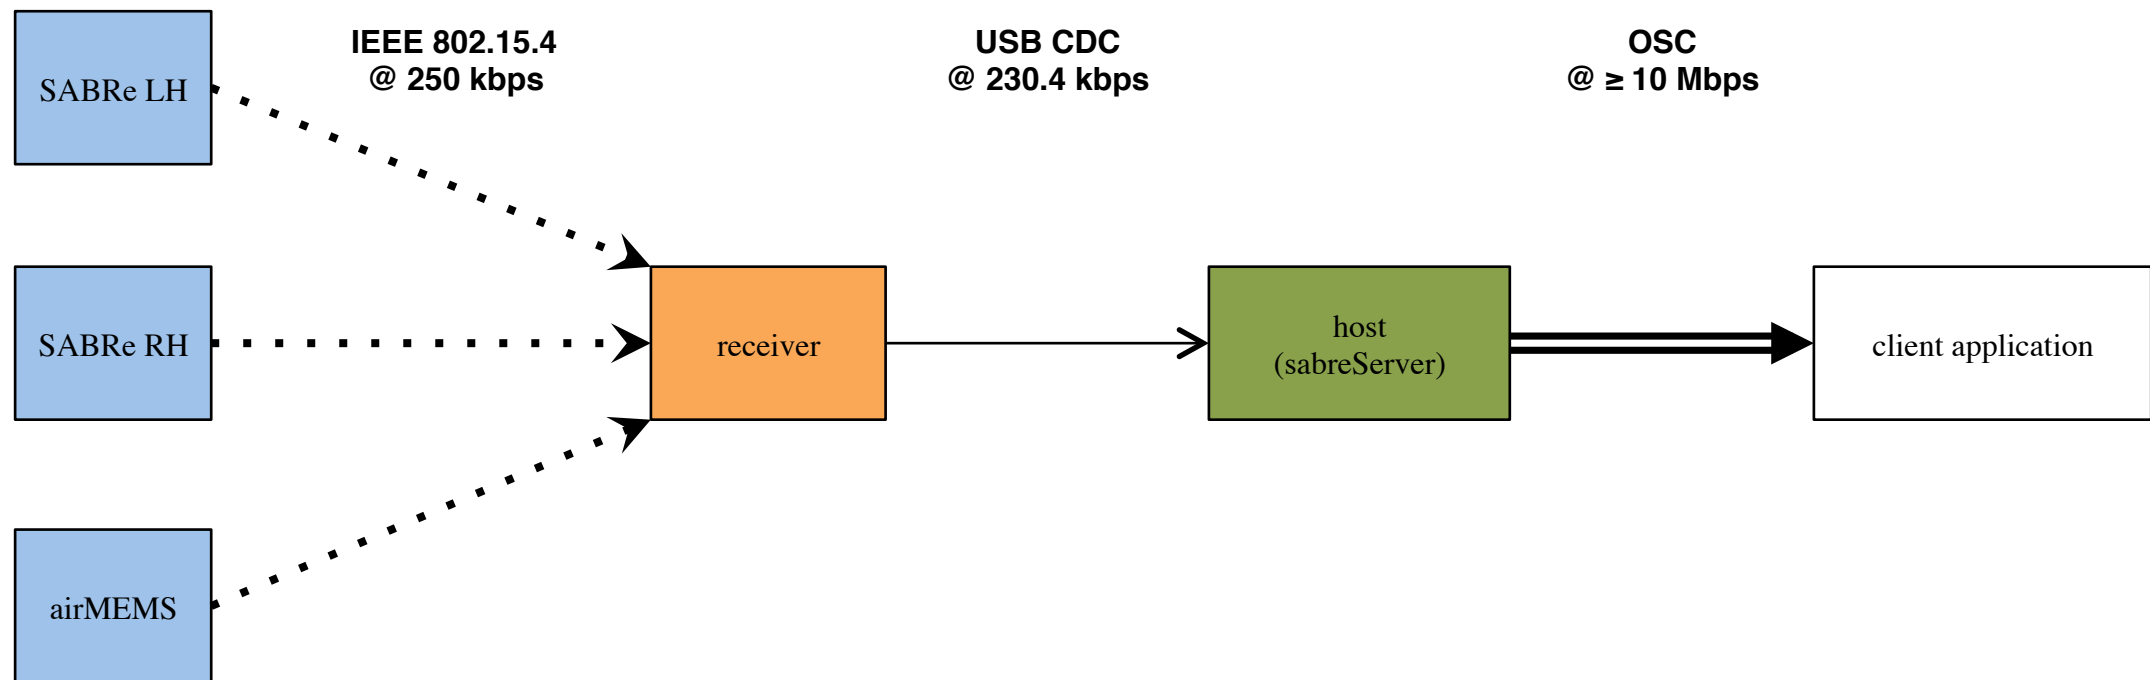 IEEE 802.15.4
@ 250 kbps
USB CDC
@ 230.4 kbps
OSC
@ ≥ 10 Mbps
SABRe LH
SABRe RH
airMEMS
receiver
host
(sabreServer)
client application